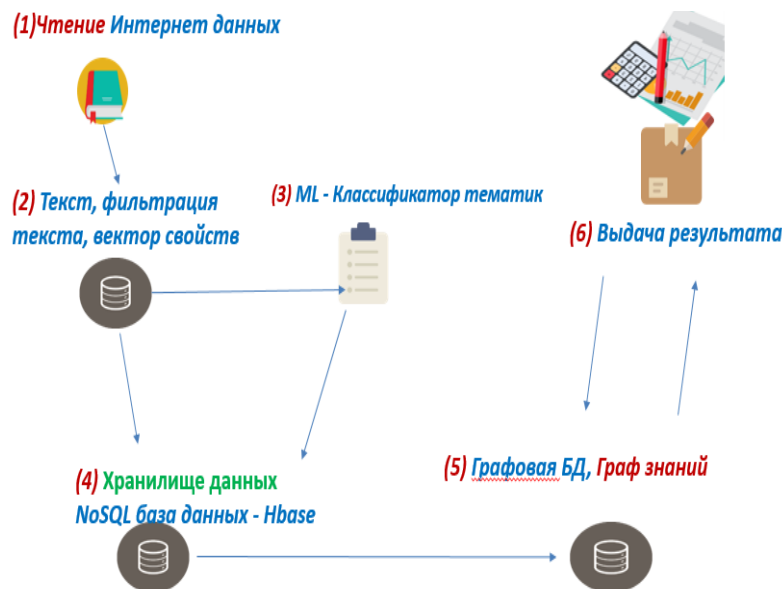 (1)Чтение Интернет данных
(2) Текст, фильтрация
текста, вектор свойств
(3) ML - Классификатор тематик
(6) Выдача результата
(4) Хранилище данных
NoSQL база данных - Hbase
(5) Графовая БД, Граф знаний